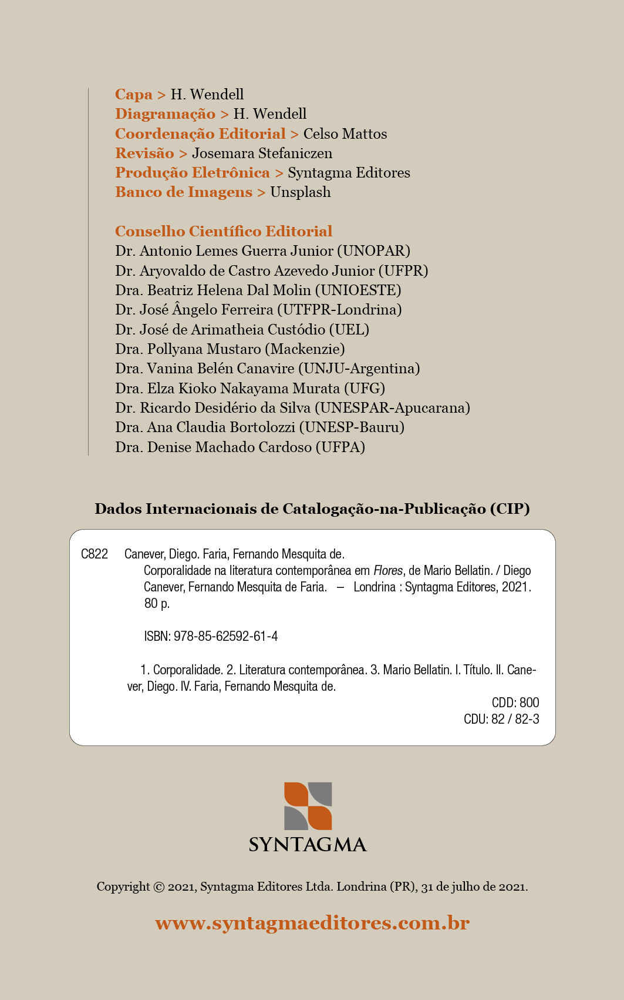 Capa > H. Wendell
Diagramação > H. Wendell
Coordenação Editorial > Celso Mattos
Revisão > Josemara Stefaniczen
Produção Eletrônica > Syntagma Editores
Banco de Imagens > Unsplash
Conselho Científico Editorial
Dr. Antonio Lemes Guerra Junior (UNOPAR)
Dr. Aryovaldo de Castro Azevedo Junior (UFPR)
Dra. Beatriz Helena Dal Molin (UNIOESTE)
Dr. José Ângelo Ferreira (UTFPR-Londrina)
Dr. José de Arimatheia Custódio (UEL)
Dra. Pollyana Mustaro (Mackenzie)
Dra. Vanina Belén Canavire (UNJU-Argentina)
Dra. Elza Kioko Nakayama Murata (UFG)
Dr. Ricardo Desidério da Silva (UNESPAR-Apucarana)
Dra. Ana Claudia Bortolozzi (UNESP-Bauru)
Dra. Denise Machado Cardoso (UFPA)
Dados Internacionais de Catalogação-na-Publicação (CIP)
C822 Canever, Diego. Faria, Fernando Mesquita de.
Corporalidade na literatura contemporânea em Flores, de Mario Bellatin. / Diego
Canever, Fernando Mesquita de Faria. – Londrina : Syntagma Editores, 2021.
80 p.
ISBN: 978-85-62592-61-4
1. Corporalidade. 2. Literatura contemporânea. 3. Mario Bellatin. I. Título. II. Cane-
ver, Diego. IV. Faria, Fernando Mesquita de.
CDD: 800
CDU: 82 / 82-3
SYNTAGMA
Copyright © 2021, Syntagma Editores Ltda. Londrina (PR), 31 de julho de 2021.
www.syntagmaeditores.com.br